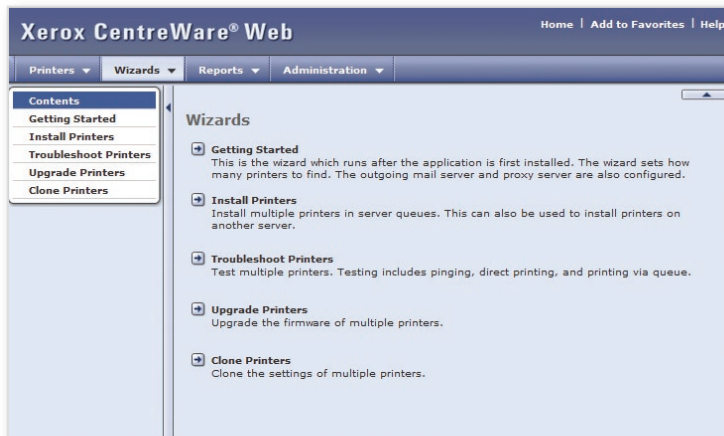 Xerox CentreWare® Web
Home | Add to Favorites | Help
Printers Wizards Reports Administration
Contents
Getting Started
Install Printers
Troubleshoot Printers
Upgrade Printers
Clone Printers
Wizards
Getting Started
This is the wizard which runs after the application is first installed. The wizard sets how
many printers to find. The outgoing mail server and proxy server are also configured.
Install Printers
Install multiple printers in server queues. This can also be used to install printers on
another server.
Troubleshoot Printers
Test multiple printers. Testing includes pinging, direct printing, and printing via queue.
Upgrade Printers
Upgrade the firmware of multiple printers.
Clone Printers
Clone the settings of multiple printers.